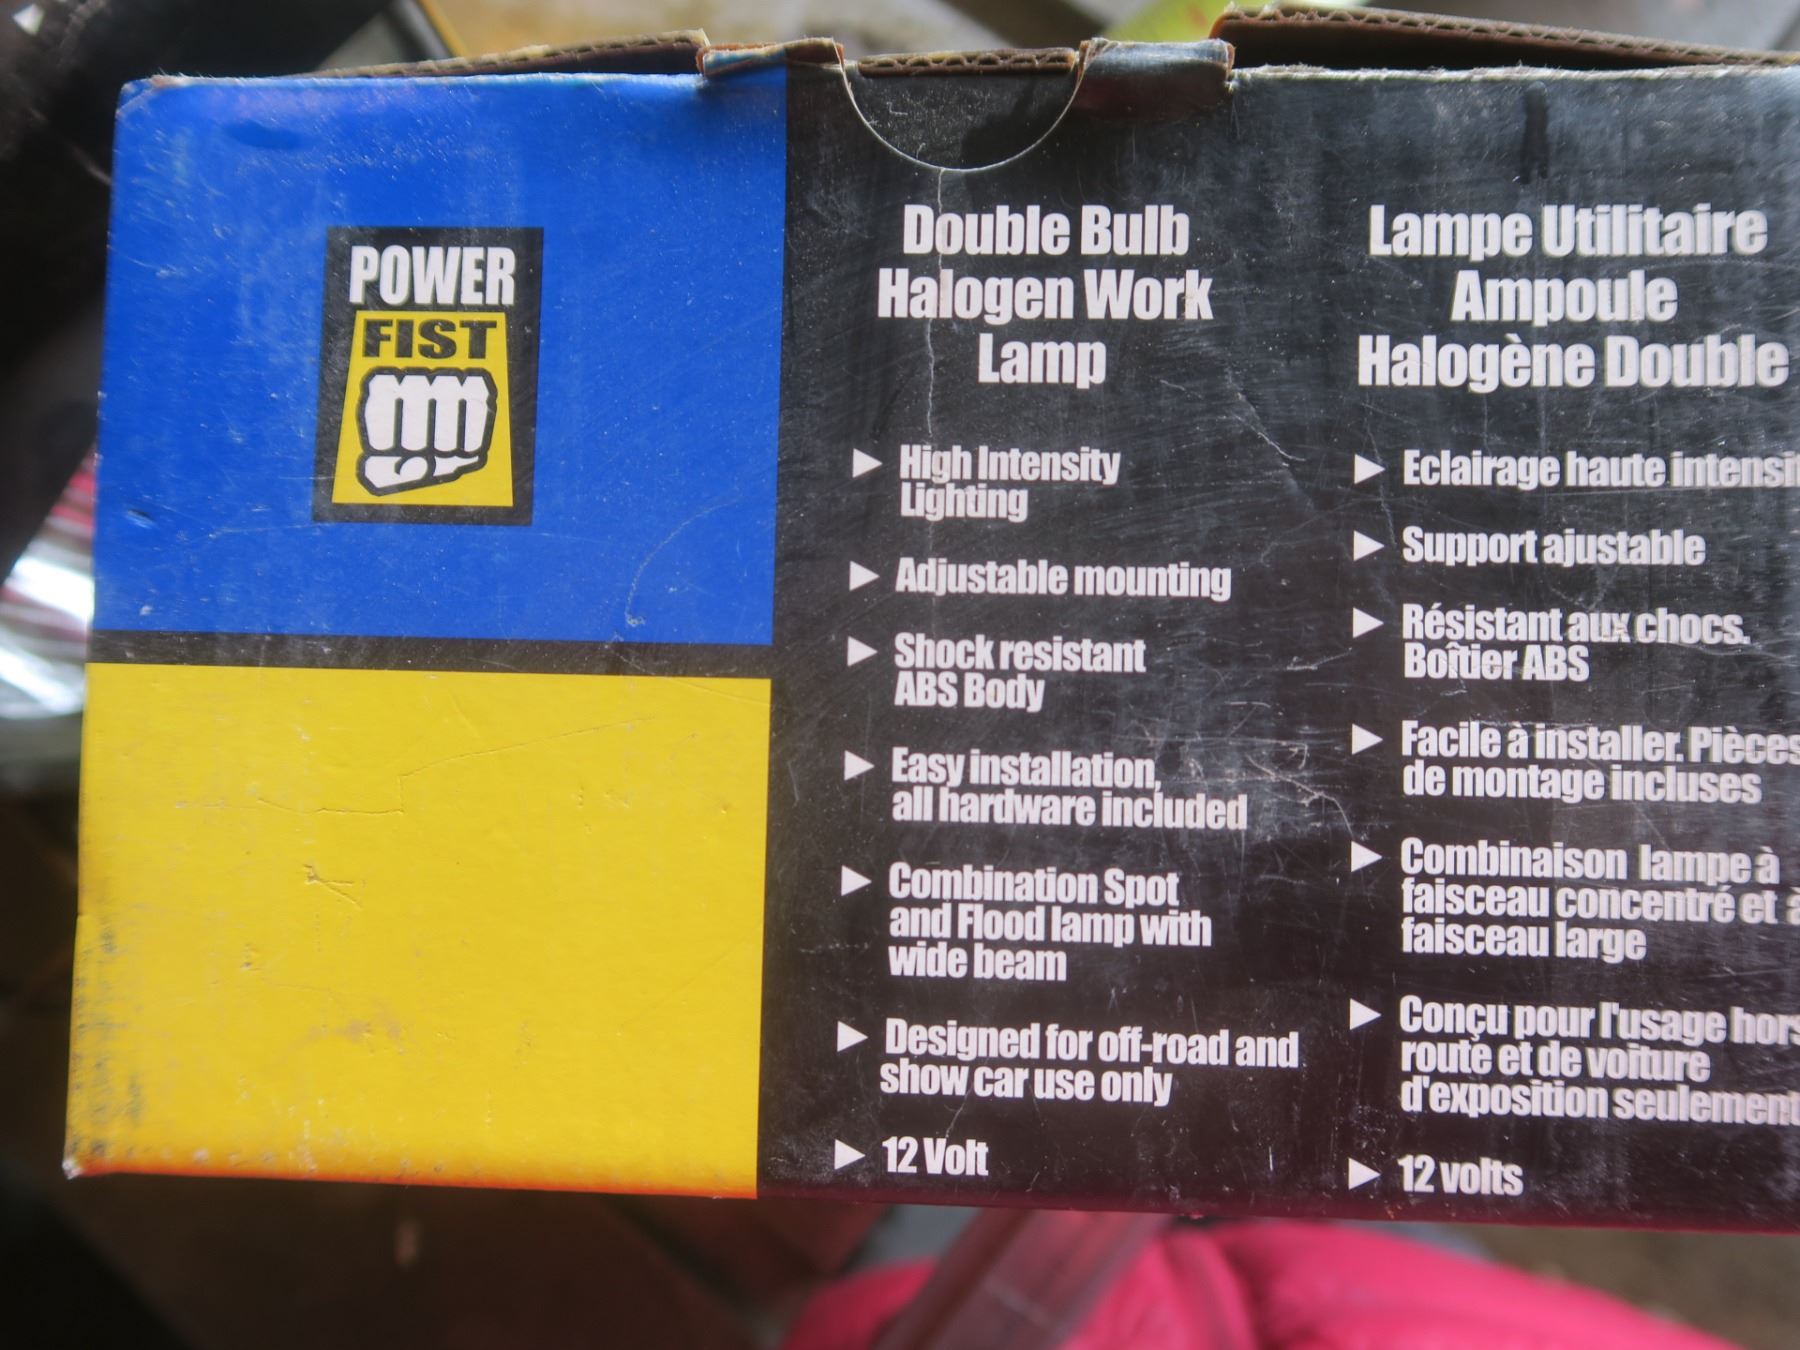 POWER
FIST
Double Bulb
Halogen Work
Lamp
High Intensity
Lighting
Adjustable mounting
Shock resistant
ABS Body
Easy installation,
all hardware included
Combination Spot
and Flood lamp with
wide beam
Designed for off-road and
show car use only
12 Volt
Lampe Utilitaire
Ampoule
Halogène Double
Eclairage haute
Support ajustable
Résistant aux chocs.
Boîtier ABS
Facile à installer. Pièces
de montage incluses
Combinaison lampe à
faisceau concentré et
faisceau large
Conçu pour l'usage hors
route et de voiture
d'exposition seulement
12 volts